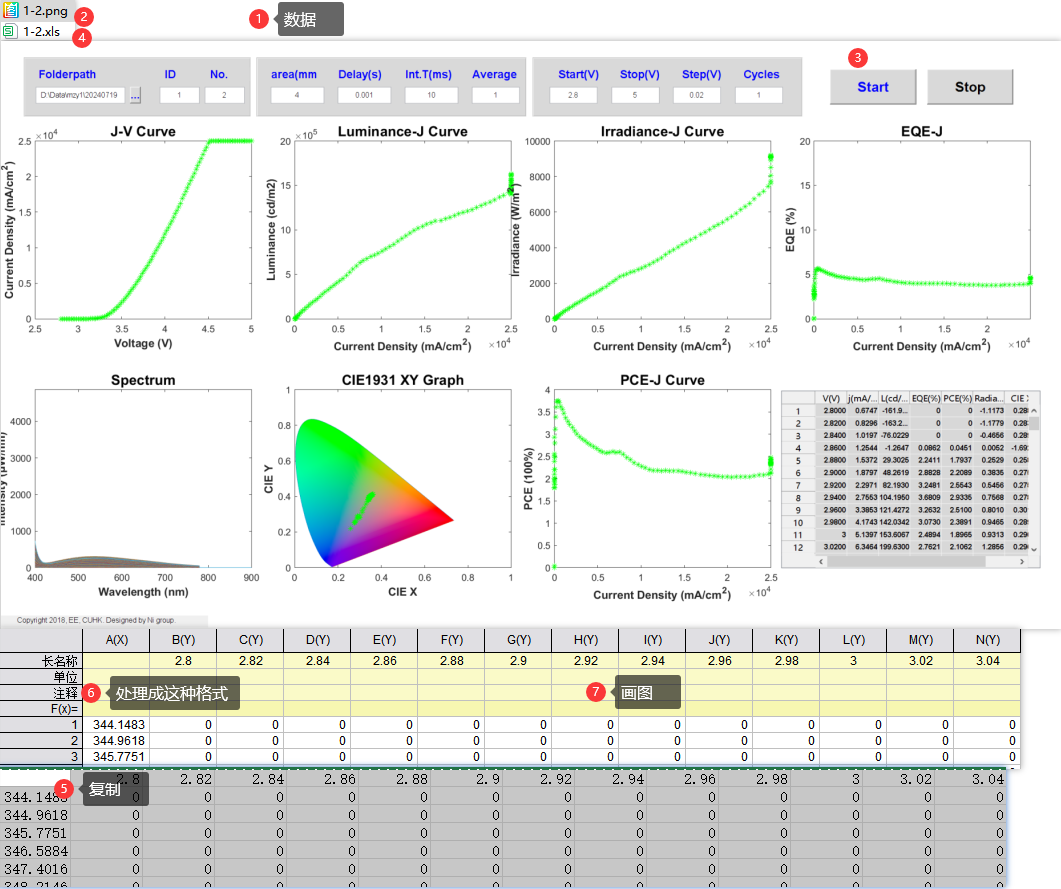 1-2.png
2
1
数据
1-2.xls
4
3
Folderpath
ID
No.
area(mm
Delay(s)
Int.T(ms)
Average
Start(V)
Stop(V)
Step(V)
Cycles
Start
Stop
D:\Data\mzy1\20240719
...
1
2
4
0.001
10
1
2.8
5
0.02
1
J-V Curve
×10^4
2.5
2
1.5
1
0.5
0
Current Density (mA/cm²)
2.5 3 3.5 4 4.5 5
Voltage (V)
Luminance-J Curve
×10^5
20
15
10
5
0
Luminance (cd/m2)
0 0.5 1 1.5 2 2.5
Current Density (mA/cm²) ×10^4
Irradiance-J Curve
10000
8000
6000
4000
2000
0
Irradiance (W/m²)
0 0.5 1 1.5 2 2.5
Current Density (mA/cm²) ×10^4
EQE-J
20
15
10
5
0
EQE (%)
0 0.5 1 1.5 2
Current Density (mA/cm²) ×10^4
Spectrum
4000
3000
2000
1000
0
400 500 600 700 800 900
Wavelength (nm)
CIE1931 XY Graph
1
0.8
0.6
0.4
0.2
0
CIE Y
0 0.2 0.4 0.6 0.8 1
CIE X
PCE-J Curve
4
3.5
3
2.5
2
1.5
1
0.5
0
PCE (100%)
0 0.5 1 1.5 2 2.5
Current Density (mA/cm²) ×10^4
V(V) j(mA/... L(cd/... EQE(%) PCE(%) Radia... CIE
1 2.8000 0.6747 -161.9... 0 0 -1.1173 0.28
2 2.8200 0.8296 -163.2... 0 0 -1.1779 0.28
3 2.8400 1.0197 -76.0229 0 0 -0.4656 0.28
4 2.8600 1.2544 -1.2647 0.0862 0.0451 0.0052 -1.69
5 2.8800 1.5372 29.3025 2.2411 1.7937 0.2529 0.25
6 2.9000 1.8797 48.2619 2.8828 2.2089 0.3835 0.27
7 2.9200 2.2971 82.1930 3.2481 2.5543 0.5456 0.27
8 2.9400 2.7553 104.1950 3.6809 2.9335 0.7568 0.27
9 2.9600 3.3853 121.4272 3.2632 2.5100 0.8010 0.30
10 2.9800 4.1743 142.0342 3.0730 2.3891 0.9465 0.28
11 3 5.1397 153.6067 2.4894 1.8965 0.9313 0.29
12 3.0200 6.3464 199.6300 2.7621 2.1062 1.2856 0.29
Copyright 2018, EE, CUHK. Designed by Ni group.
A(X) B(Y) C(Y) D(Y) E(Y) F(Y) G(Y) H(Y) I(Y) J(Y) K(Y) L(Y) M(Y) N(Y)
长名称 2.8 2.82 2.84 2.86 2.88 2.9 2.92 2.94 2.96 2.98 3 3.02 3.04
单位
注释
6
处理成这种格式
7
画图
F(x)=
1 344.1483 0 0 0 0 0 0 0 0 0 0 0 0 0
2 344.9618 0 0 0 0 0 0 0 0 0 0 0 0 0
3 345.7751 0 0 0 0 0 0 0 0 0 0 0 0 0
2.8 2.82 2.84 2.86 2.88 2.9 2.92 2.94 2.96 2.98 3 3.02 3.04
5
复制
344.1483 0 0 0 0 0 0 0 0 0 0 0 0 0
344.9618 0 0 0 0 0 0 0 0 0 0 0 0 0
345.7751 0 0 0 0 0 0 0 0 0 0 0 0 0
346.5884 0 0 0 0 0 0 0 0 0 0 0 0 0
347.4016 0 0 0 0 0 0 0 0 0 0 0 0 0
348.2146 0 0 0 0 0 0 0 0 0 0 0 0 0